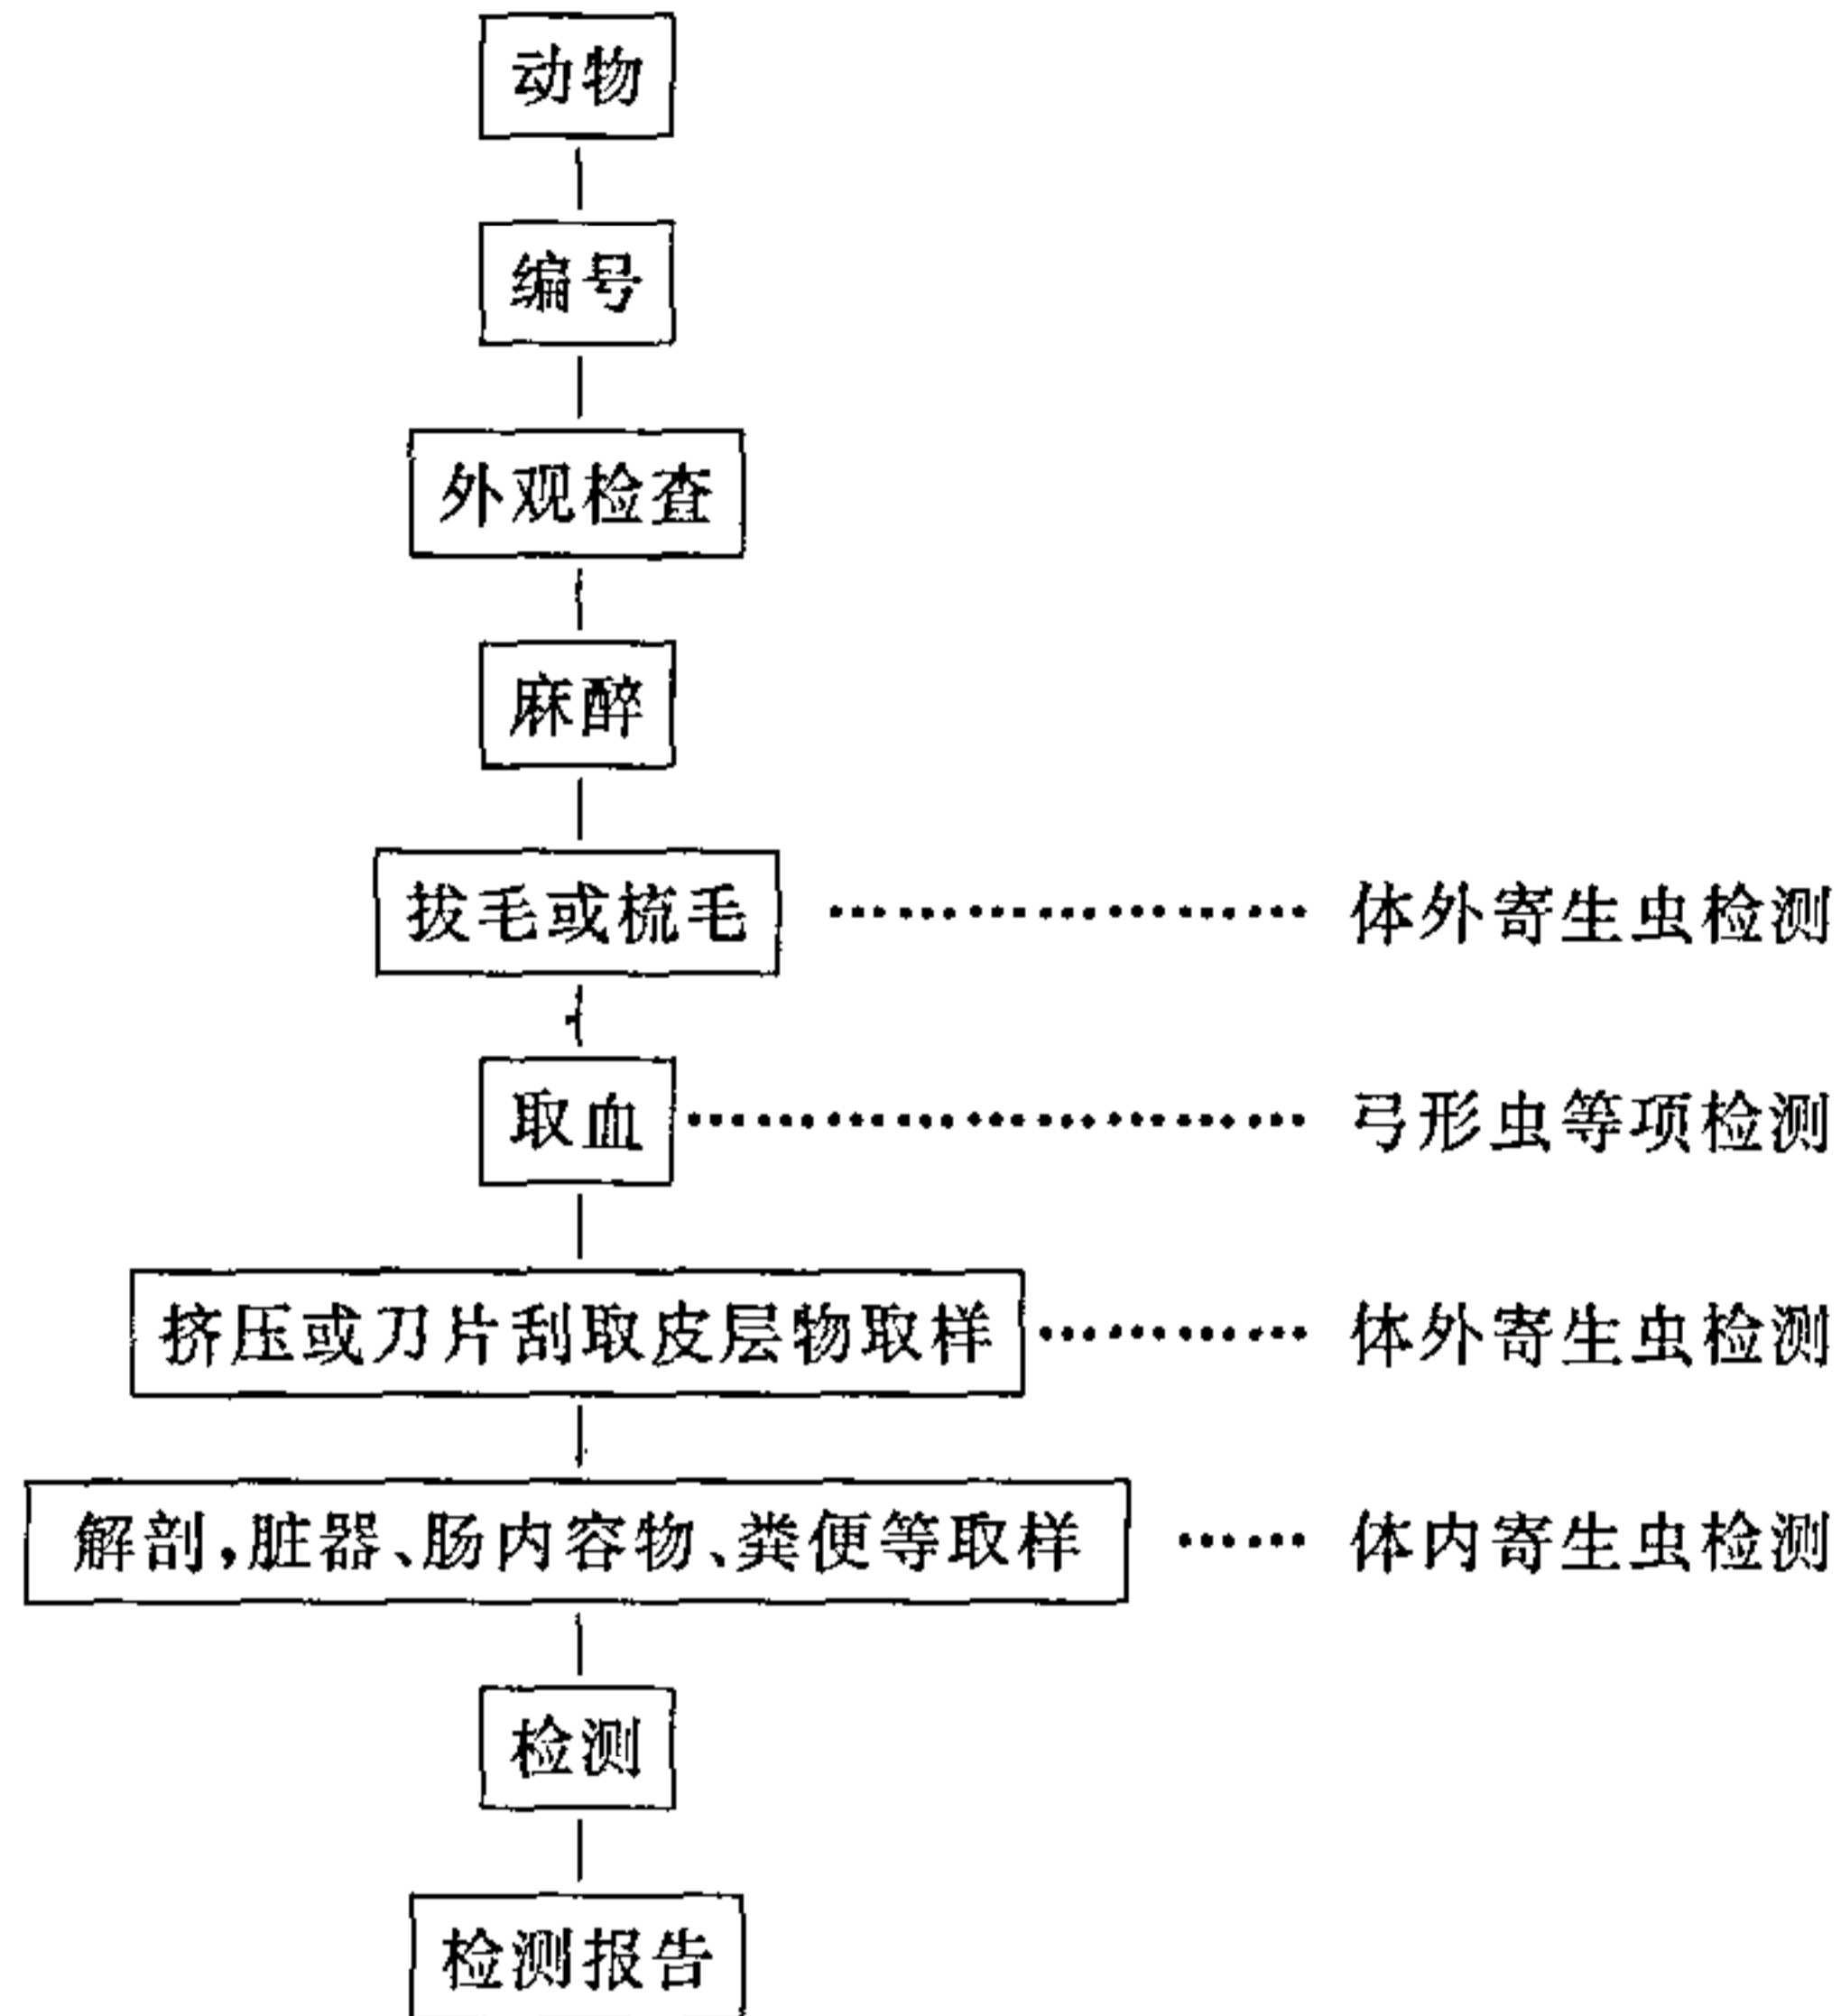 动物
编号
外观检查
麻醉
拔毛或梳毛 ………………… 体外寄生虫检测
取血 ………………………… 弓形虫等项检测
挤压或刀片刮取皮层物取样 ………… 体外寄生虫检测
解剖,脏器、肠内容物、粪便等取样 …… 体内寄生虫检测
检测
检测报告